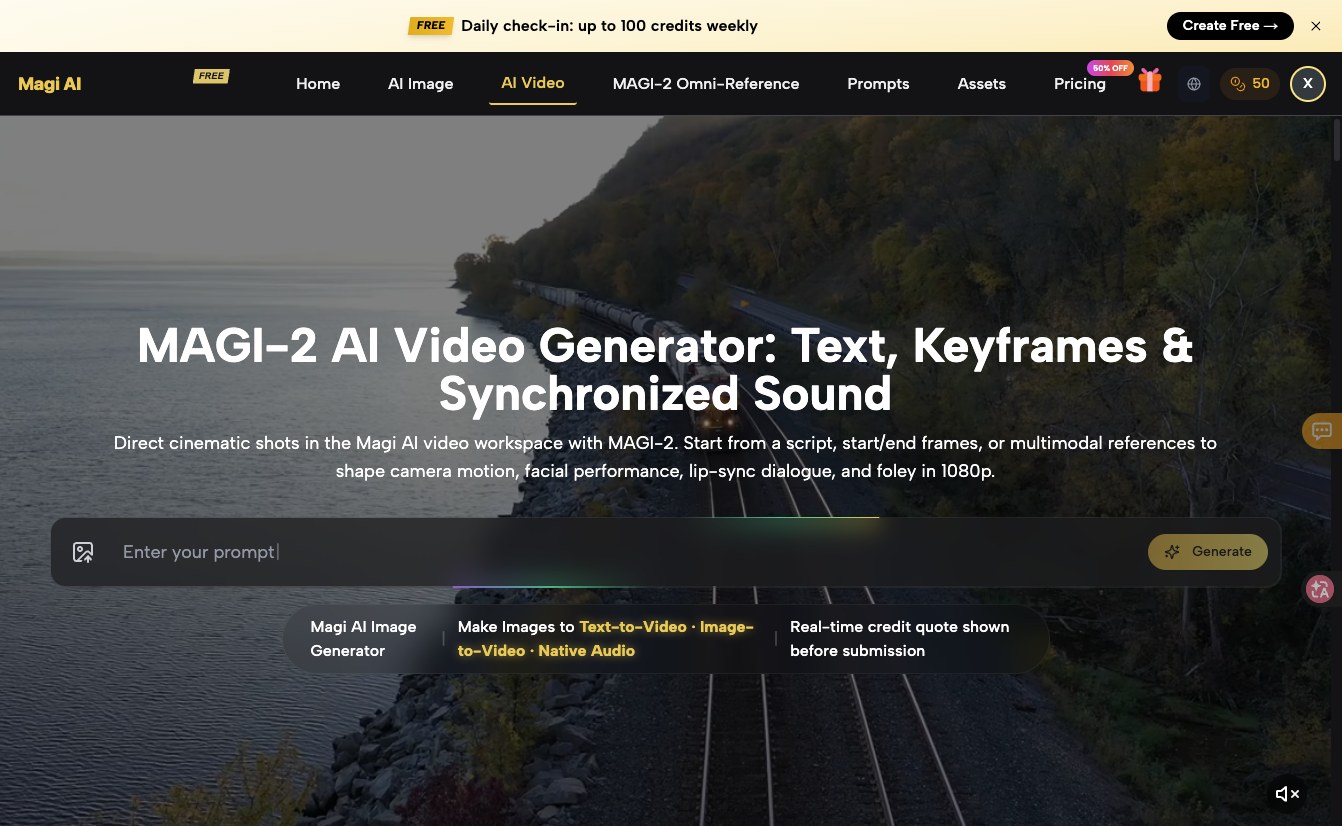 FREE Daily check-in: up to 100 credits weekly
Create Free →
Magi AI
FREE
Home
AI Image
AI Video
MAGI-2 Omni-Reference
Prompts
Assets
Pricing
50% OFF
50
X
MAGI-2 AI Video Generator: Text, Keyframes &
Synchronized Sound
Direct cinematic shots in the Magi AI video workspace with MAGI-2. Start from a script, start/end frames, or multimodal references to
shape camera motion, facial performance, lip-sync dialogue, and foley in 1080p.
Enter your prompt
Generate
Magi AI Image
Generator
Make Images to Text-to-Video · Image-
to-Video · Native Audio
Real-time credit quote shown
before submission